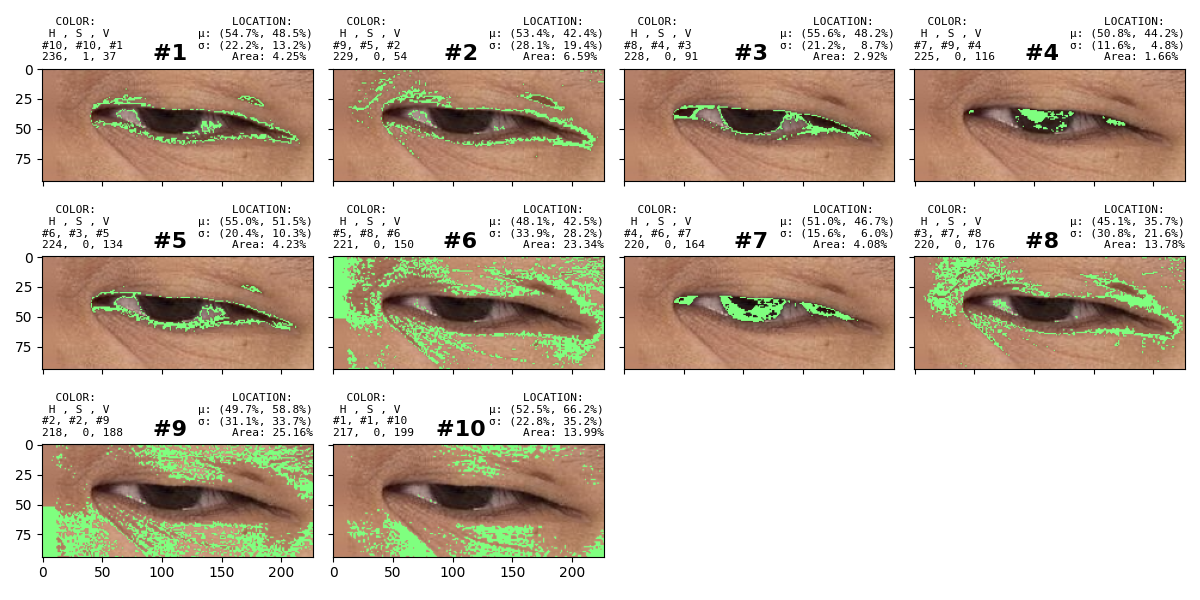 COLOR: LOCATION:
H , S , V μ: (54.7%, 48.5%)
#10, #10, #1 #1 σ: (22.2%, 13.2%)
236, 1, 37 Area: 4.25%
COLOR: LOCATION:
H , S , V μ: (53.4%, 42.4%)
#9, #5, #2 #2 σ: (28.1%, 19.4%)
229, 0, 54 Area: 6.59%
COLOR: LOCATION:
H , S , V μ: (55.6%, 48.2%)
#8, #4, #3 #3 σ: (21.2%, 8.7%)
228, 0, 91 Area: 2.92%
COLOR: LOCATION:
H , S , V μ: (50.8%, 44.2%)
#7, #9, #4 #4 σ: (11.6%, 4.8%)
225, 0, 116 Area: 1.66%
0
25
50
75
COLOR: LOCATION:
H , S , V μ: (55.0%, 51.5%)
#6, #3, #5 #5 σ: (20.4%, 10.3%)
224, 0, 134 Area: 4.23%
COLOR: LOCATION:
H , S , V μ: (48.1%, 42.5%)
#5, #8, #6 #6 σ: (33.9%, 28.2%)
221, 0, 150 Area: 23.34%
COLOR: LOCATION:
H , S , V μ: (51.0%, 46.7%)
#4, #6, #7 #7 σ: (15.6%, 6.0%)
220, 0, 164 Area: 4.08%
COLOR: LOCATION:
H , S , V μ: (45.1%, 35.7%)
#3, #7, #8 #8 σ: (30.8%, 21.6%)
220, 0, 176 Area: 13.78%
0
25
50
75
COLOR: LOCATION:
H , S , V μ: (49.7%, 58.8%)
#2, #2, #9 #9 σ: (31.1%, 33.7%)
218, 0, 188 Area: 25.16%
COLOR: LOCATION:
H , S , V μ: (52.5%, 66.2%)
#1, #1, #10 #10 σ: (22.8%, 35.2%)
217, 0, 199 Area: 13.99%
0
25
50
75
0 50 100 150 200
0 50 100 150 200